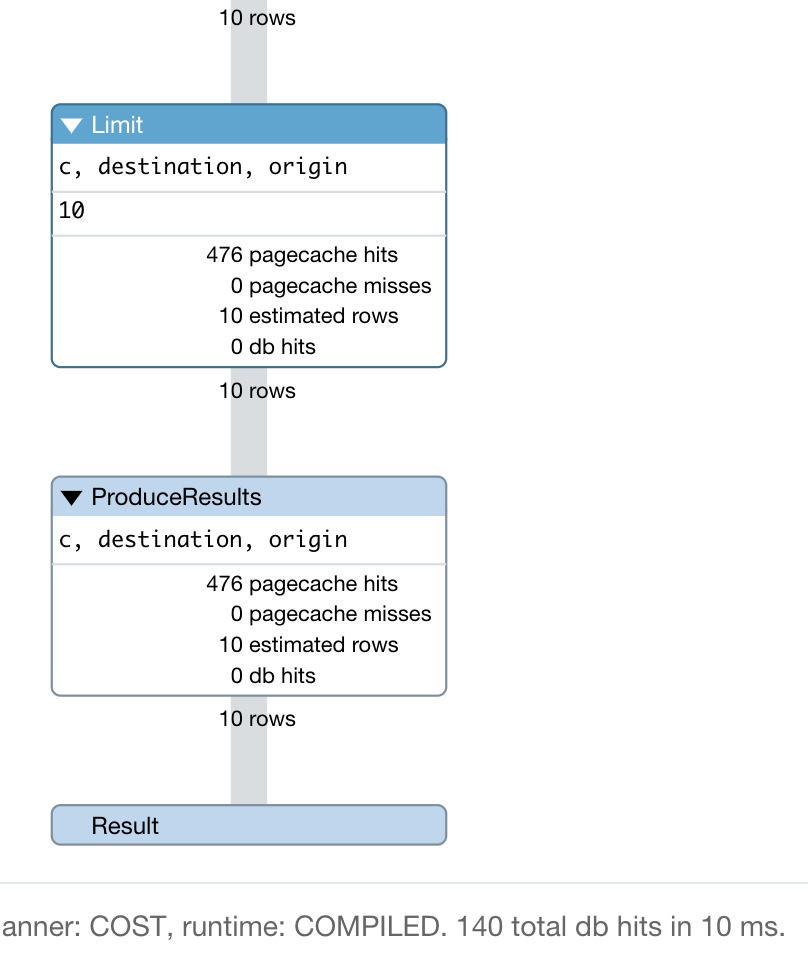 10 rows
Limit
c, destination, origin
10
476 pagecache hits
0 pagecache misses
10 estimated rows
0 db hits
10 rows
ProduceResults
c, destination, origin
476 pagecache hits
0 pagecache misses
10 estimated rows
0 db hits
10 rows
Result
anner: COST, runtime: COMPILED. 140 total db hits in 10 ms.